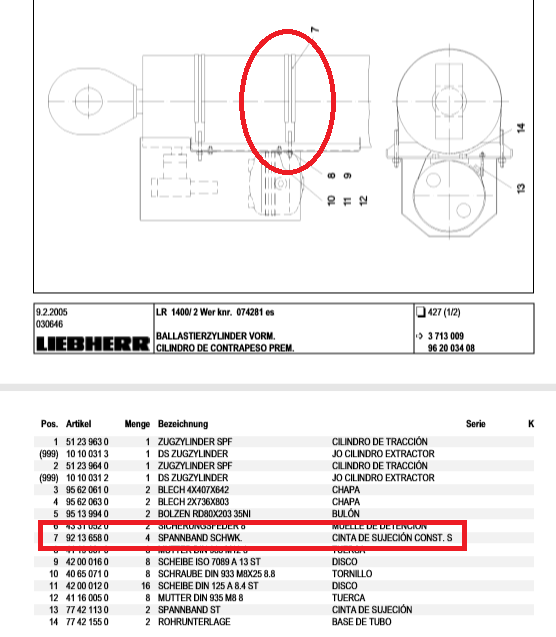 7
14
8 9
10 11 12
13
9.2.2005
030646
LIEBHERR
LR 1400/ 2 Wer knr. 074281 es
BALLASTIERZYLINDER VORM.
CILINDRO DE CONTRAPESO PREM.
427 (1/2)
3 713 009
96 20 034 08
Pos. Artikel Menge Bezeichnung Serie K
1 51 23 963 0 1 ZUGZYLINDER SPF CILINDRO DE TRACCIÓN
(999) 10 10 031 3 1 DS ZUGZYLINDER JO CILINDRO EXTRACTOR
2 51 23 964 0 1 ZUGZYLINDER SPF CILINDRO DE TRACCIÓN
(999) 10 10 031 2 1 DS ZUGZYLINDER JO CILINDRO EXTRACTOR
3 95 62 061 0 2 BLECH 4X407X642 CHAPA
4 95 62 063 0 2 BLECH 2X736X803 CHAPA
5 95 13 994 0 2 BOLZEN RD80X203 35NI BULÓN
6 43 31 032 0 2 SICHERUNGSFEDER 8 MUELLE DE DETENCIÓN
7 92 13 658 0 4 SPANNBAND SCHWK. CINTA DE SUJECIÓN CONST. S
8 MUTTER DIN TUERCA
9 42 00 016 0 8 SCHEIBE ISO 7089 A 13 ST DISCO
10 40 65 071 0 8 SCHRAUBE DIN 933 M8X25 8.8 TORNILLO
11 42 00 012 0 16 SCHEIBE DIN 125 A 8.4 ST DISCO
12 41 16 005 0 8 MUTTER DIN 935 M8 8 TUERCA
13 77 42 113 0 2 SPANNBAND ST CINTA DE SUJECIÓN
14 77 42 155 0 2 ROHRUNTERLAGE BASE DE TUBO